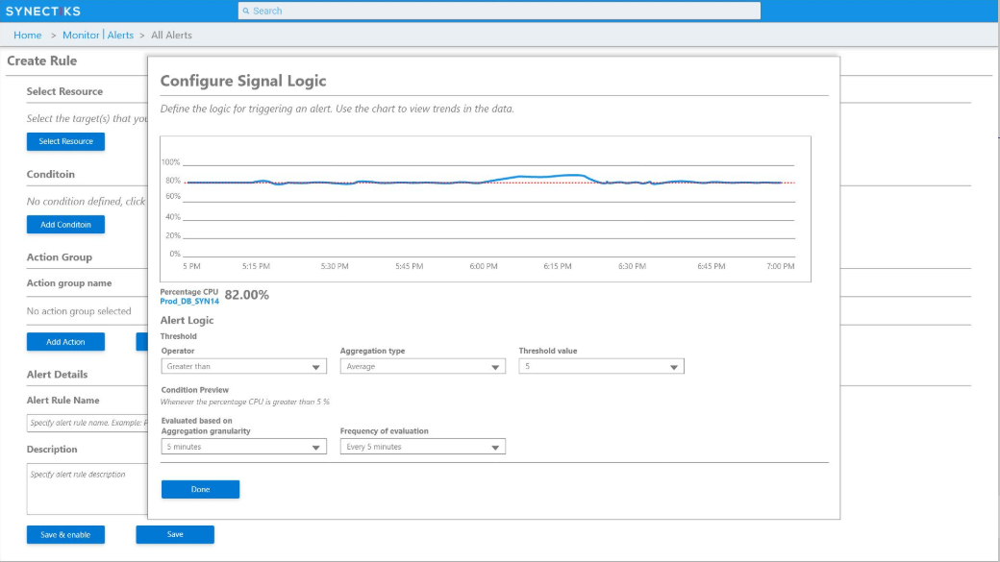 SYNECTIKS
Search
Home > Monitor | Alerts > All Alerts
Create Rule
Select Resource
Select the target(s) that you
Select Resource
Conditoin
No condition defined, click
Add Conditoin
Action Group
Action group name
No action group selected
Add Action
Alert Details
Alert Rule Name
Specify alert rule name. Example:
Description
Specify alert rule description
Save & enable
Save
Configure Signal Logic
Define the logic for triggering an alert. Use the chart to view trends in the data.
100%
80%
60%
40%
20%
0%
5 PM 5:15 PM 5:30 PM 5:45 PM 6:00 PM 6:15 PM 6:30 PM 6:45 PM 7:00 PM
Percentage CPU 82.00%
Prod_DB_SYN14
Alert Logic
Threshold
Operator Aggregation type Threshold value
Greater than Average 5
Condition Preview
Whenever the percentage CPU is greater than 5 %
Evaluated based on
Aggregation granularity Frequency of evaluation
5 minutes Every 5 minutes
Done